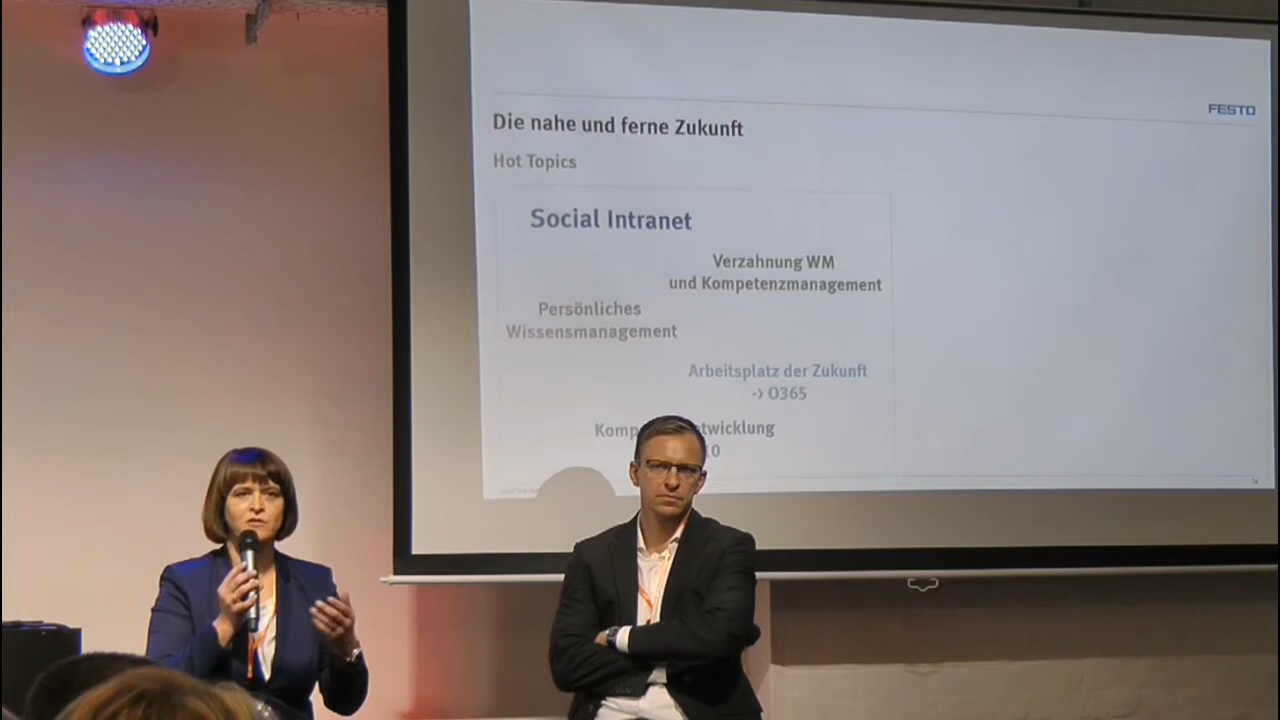 FESTO
Die nahe und ferne Zukunft
Hot Topics
Social Intranet
Verzahnung WM
und Kompetenzmanagement
Persönliches
Wissensmanagement
Arbeitsplatz der Zukunft
-> O365